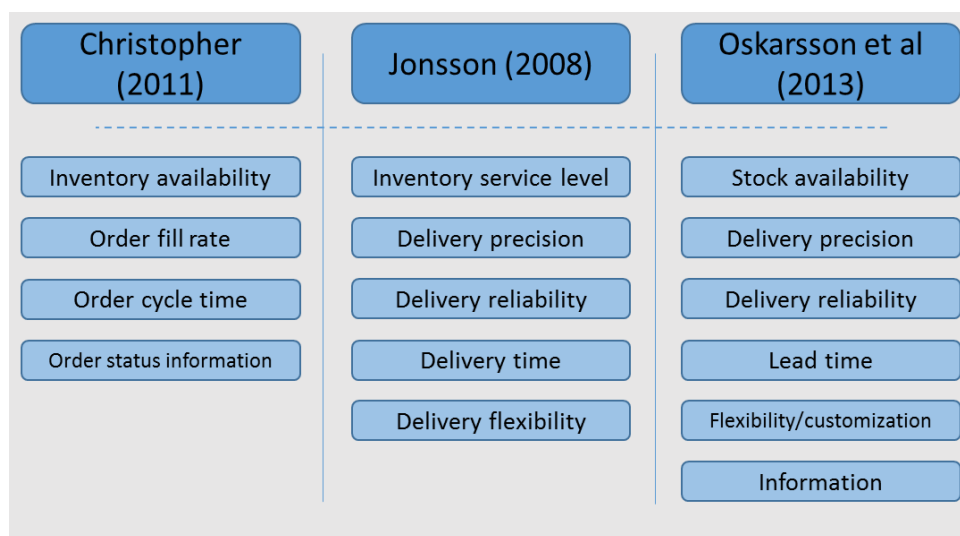 Christopher
(2011)
Inventory availability
Order fill rate
Order cycle time
Order status information
Jonsson (2008)
Inventory service level
Delivery precision
Delivery reliability
Delivery time
Delivery flexibility
Oskarsson et al
(2013)
Stock availability
Delivery precision
Delivery reliability
Lead time
Flexibility/customization
Information